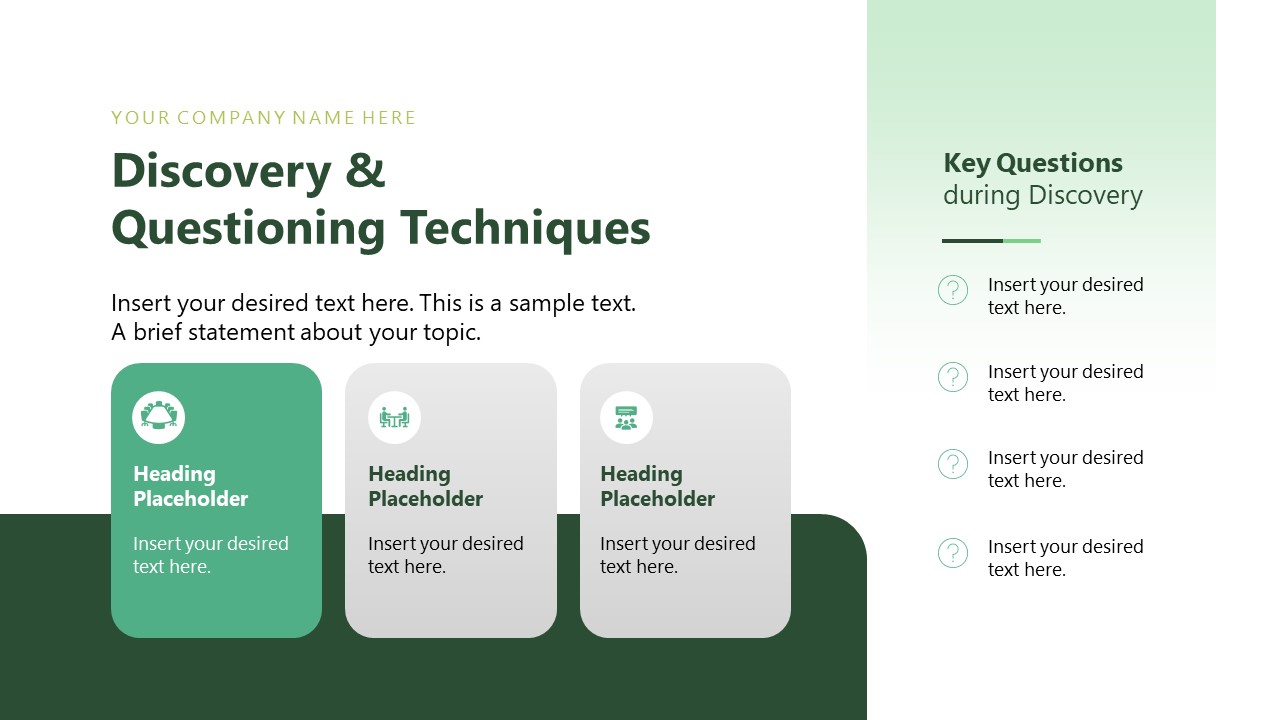 YOUR COMPANY NAME HERE
Discovery &
Questioning Techniques
Insert your desired text here. This is a sample text.
A brief statement about your topic.
Heading
Placeholder
Insert your desired
text here.
Heading
Placeholder
Insert your desired
text here.
Heading
Placeholder
Insert your desired
text here.
Key Questions
during Discovery
?
Insert your desired
text here.
?
Insert your desired
text here.
?
Insert your desired
text here.
?
Insert your desired
text here.